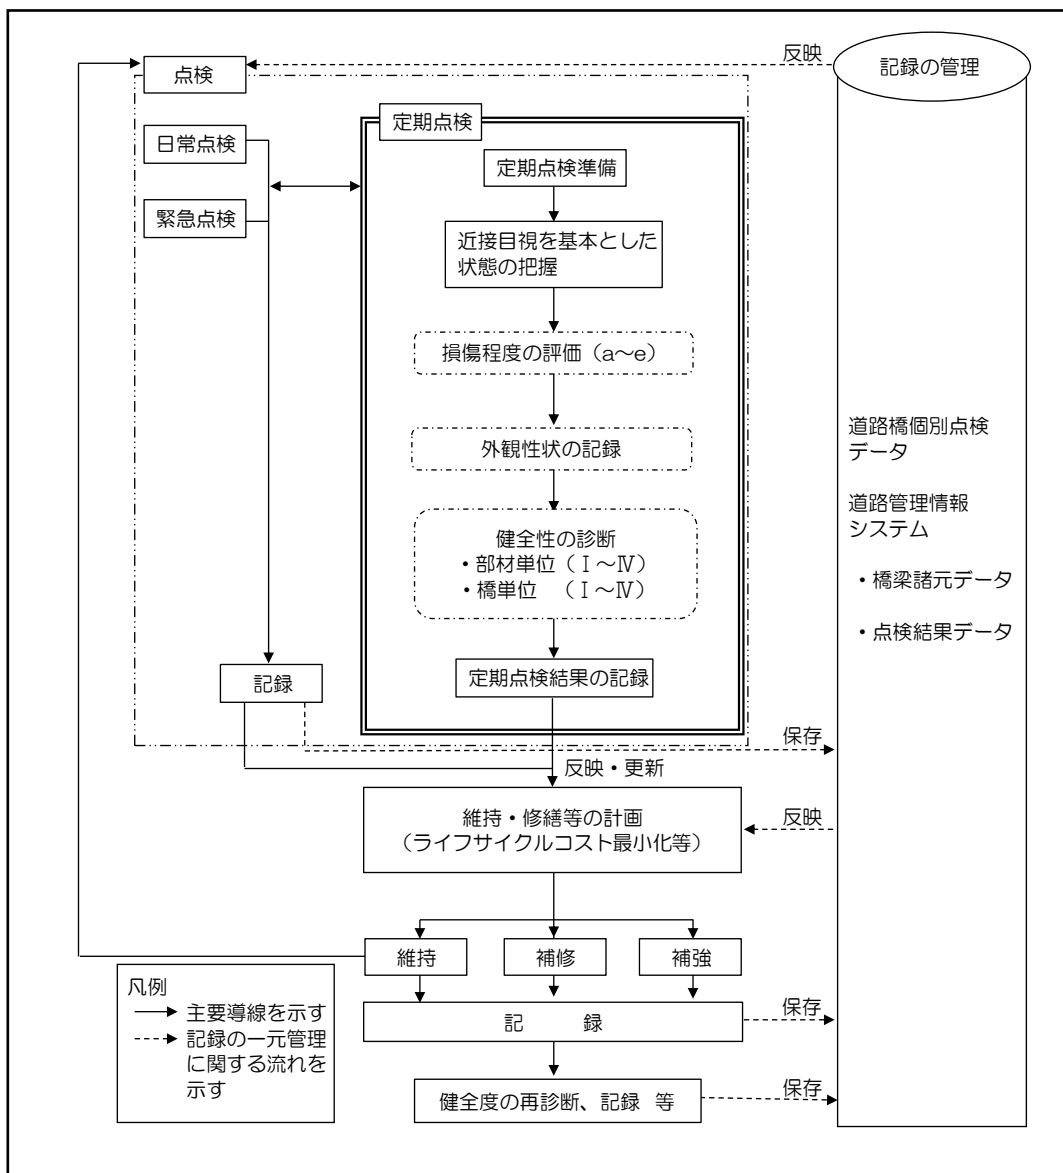 点検
反映
記録の管理
日常点検
緊急点検
定期点検
定期点検準備
近接目視を基本とした
状態の把握
損傷程度の評価（a～e）
外観性状の記録
健全性の診断
・部材単位（Ⅰ～Ⅳ）
・橋単位　（Ⅰ～Ⅳ）
定期点検結果の記録
記録
道路橋個別点検
データ
道路管理情報
システム
・橋梁諸元データ
・点検結果データ
保存
反映・更新
維持・修繕等の計画
（ライフサイクルコスト最小化等）
反映
維持
補修
補強
記　　録
保存
健全度の再診断、記録 等
保存
凡例
主要導線を示す
記録の一元管理
に関する流れを
示す